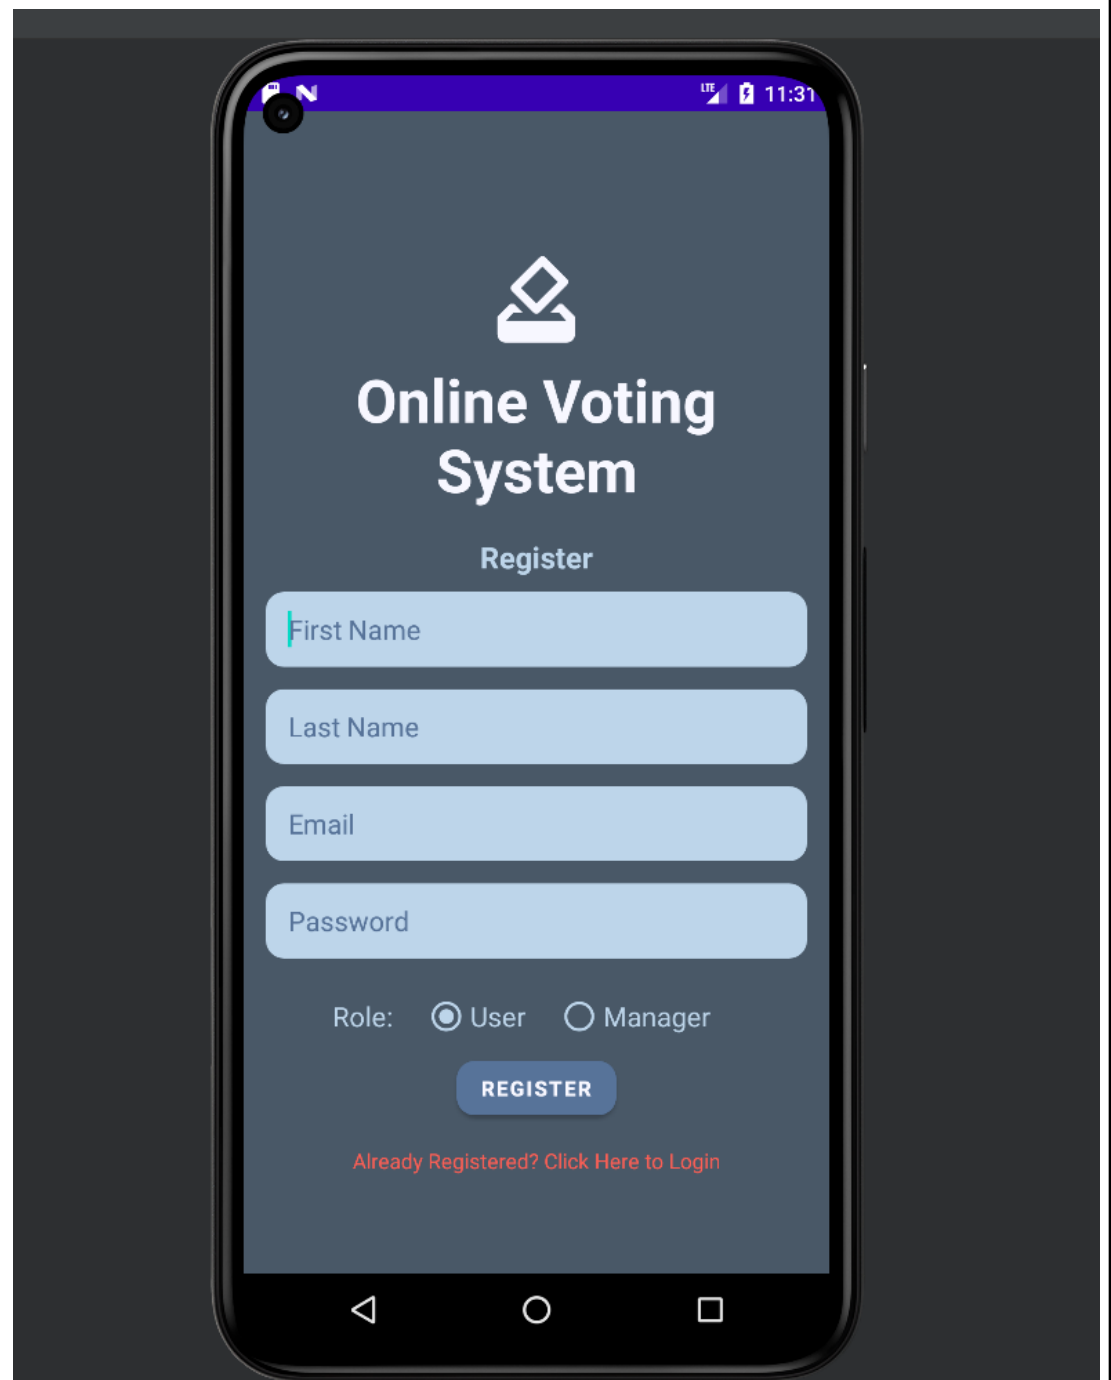 LTE 11:31
Online Voting
System
Register
First Name
Last Name
Email
Password
Role: User Manager
REGISTER
Already Registered? Click Here to Login